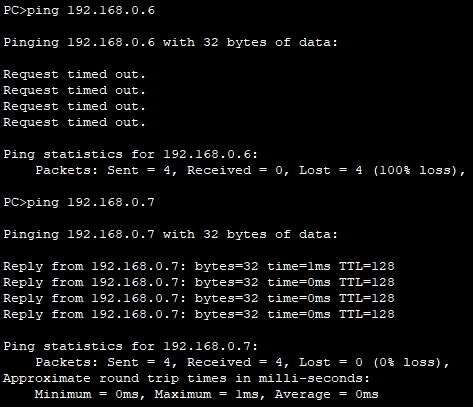 PC>ping 192.168.0.6
Pinging 192.168.0.6 with 32 bytes of data:
Request timed out.
Request timed out.
Request timed out.
Request timed out.
Ping statistics for 192.168.0.6:
    Packets: Sent = 4, Received = 0, Lost = 4 (100% loss),
PC>ping 192.168.0.7
Pinging 192.168.0.7 with 32 bytes of data:
Reply from 192.168.0.7: bytes=32 time=1ms TTL=128
Reply from 192.168.0.7: bytes=32 time=0ms TTL=128
Reply from 192.168.0.7: bytes=32 time=0ms TTL=128
Reply from 192.168.0.7: bytes=32 time=0ms TTL=128
Ping statistics for 192.168.0.7:
    Packets: Sent = 4, Received = 4, Lost = 0 (0% loss),
Approximate round trip times in milli-seconds:
    Minimum = 0ms, Maximum = 1ms, Average = 0ms